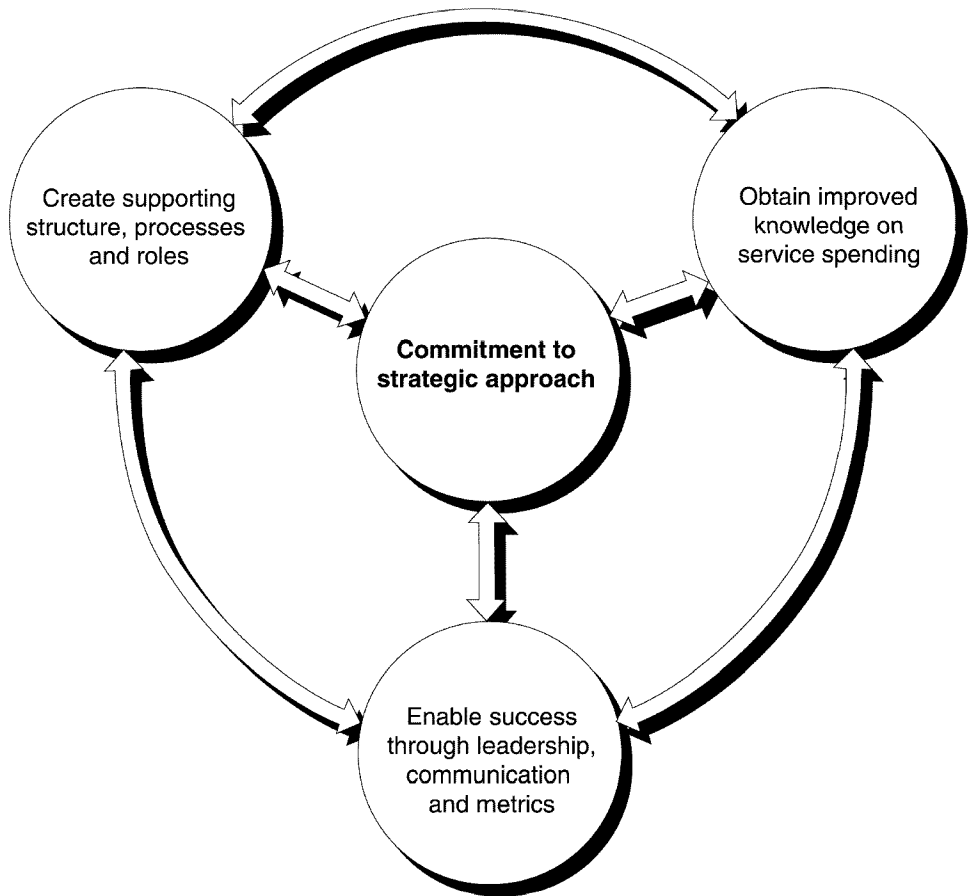 Create supporting
structure, processes
and roles
Obtain improved
knowledge on
service spending
Commitment to
strategic approach
Enable success
through leadership,
communication
and metrics